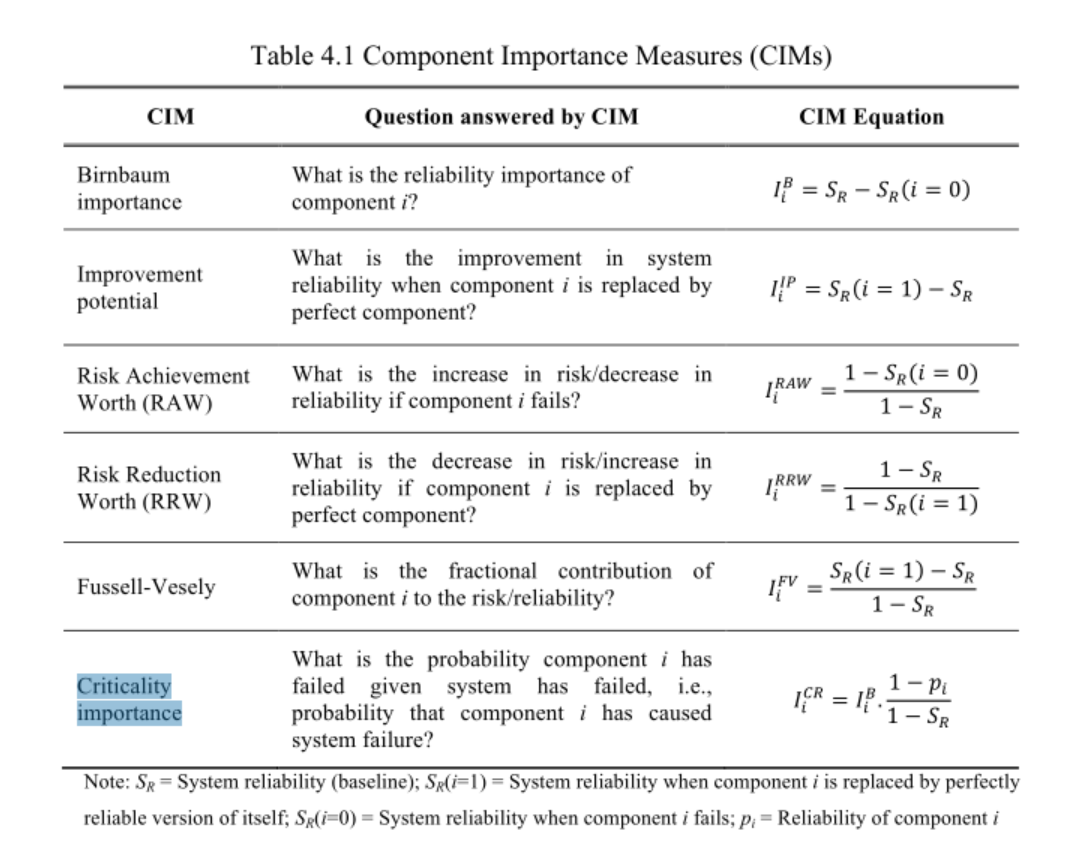 Table 4.1 Component Importance Measures (CIMs)
CIM Question answered by CIM CIM Equation
Birnbaum
importance
What is the reliability importance of
component i?
I_i^B = S_R − S_R(i = 0)
Improvement
potential
What is the improvement in system
reliability when component i is replaced by
perfect component?
I_i^{IP} = S_R(i = 1) − S_R
Risk Achievement
Worth (RAW)
What is the increase in risk/decrease in
reliability if component i fails?
I_i^{RAW} = \frac{1 − S_R(i = 0)}{1 − S_R}
Risk Reduction
Worth (RRW)
What is the decrease in risk/increase in
reliability if component i is replaced by
perfect component?
I_i^{RRW} = \frac{1 − S_R}{1 − S_R(i = 1)}
Fussell-Vesely
What is the fractional contribution of
component i to the risk/reliability?
I_i^{FV} = \frac{S_R(i = 1) − S_R}{1 − S_R}
Criticality
importance
What is the probability component i has
failed given system has failed, i.e.,
probability that component i has caused
system failure?
I_i^{CR} = I_i^B . \frac{1 − p_i}{1 − S_R}
Note: S_R = System reliability (baseline); S_R(i=1) = System reliability when component i is replaced by perfectly
reliable version of itself; S_R(i=0) = System reliability when component i fails; p_i = Reliability of component i